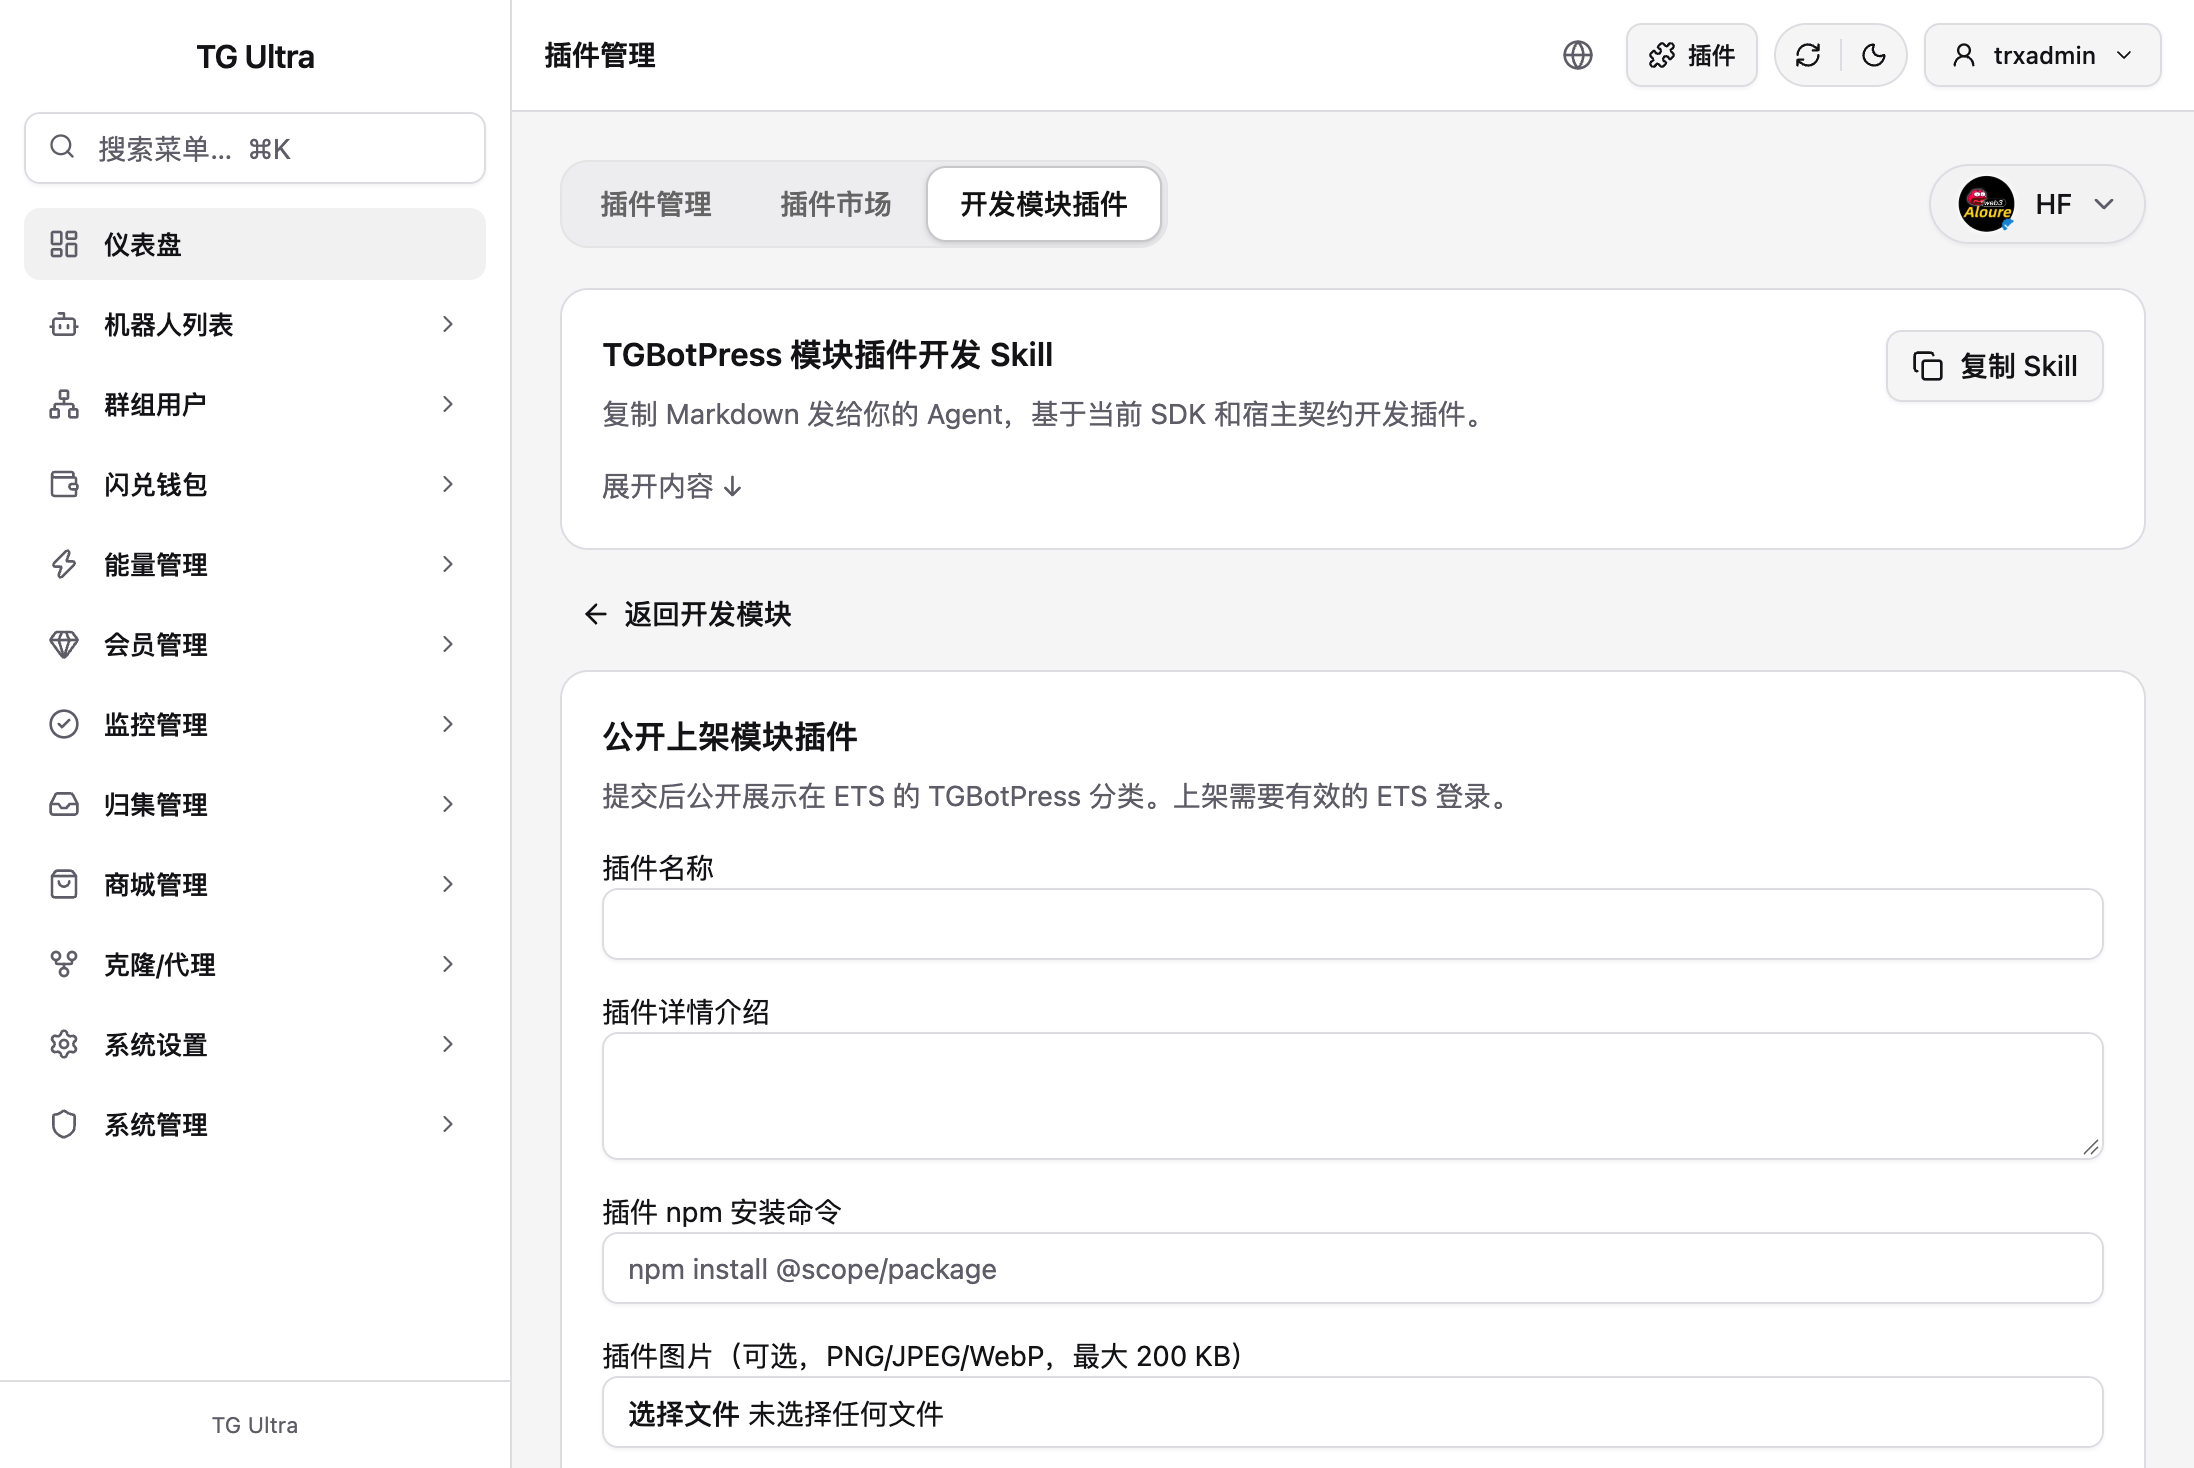 TG Ultra
搜索菜单... ⌘K
仪表盘
机器人列表
群组用户
闪兑钱包
能量管理
会员管理
监控管理
归集管理
商城管理
克隆/代理
系统设置
系统管理
TG Ultra
插件管理
插件
trxadmin
插件管理
插件市场
开发模块插件
web3
Aloure
HF
TGBotPress 模块插件开发 Skill
复制 Skill
复制 Markdown 发给你的 Agent，基于当前 SDK 和宿主契约开发插件。
展开内容 ↓
← 返回开发模块
公开上架模块插件
提交后公开展示在 ETS 的 TGBotPress 分类。上架需要有效的 ETS 登录。
插件名称
插件详情介绍
插件 npm 安装命令
npm install @scope/package
插件图片（可选，PNG/JPEG/WebP，最大 200 KB）
选择文件 未选择任何文件